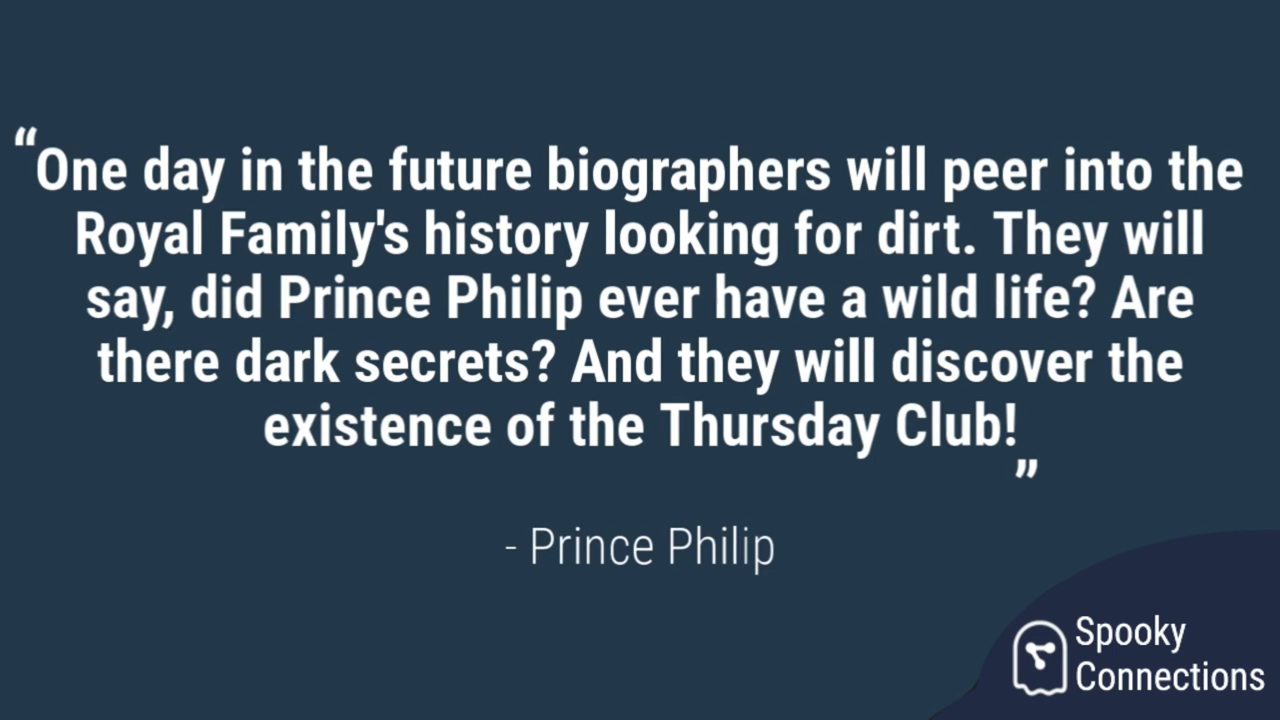 “One day in the future biographers will peer into the
Royal Family's history looking for dirt. They will
say, did Prince Philip ever have a wild life? Are
there dark secrets? And they will discover the
existence of the Thursday Club!
”
- Prince Philip
Spooky
Connections